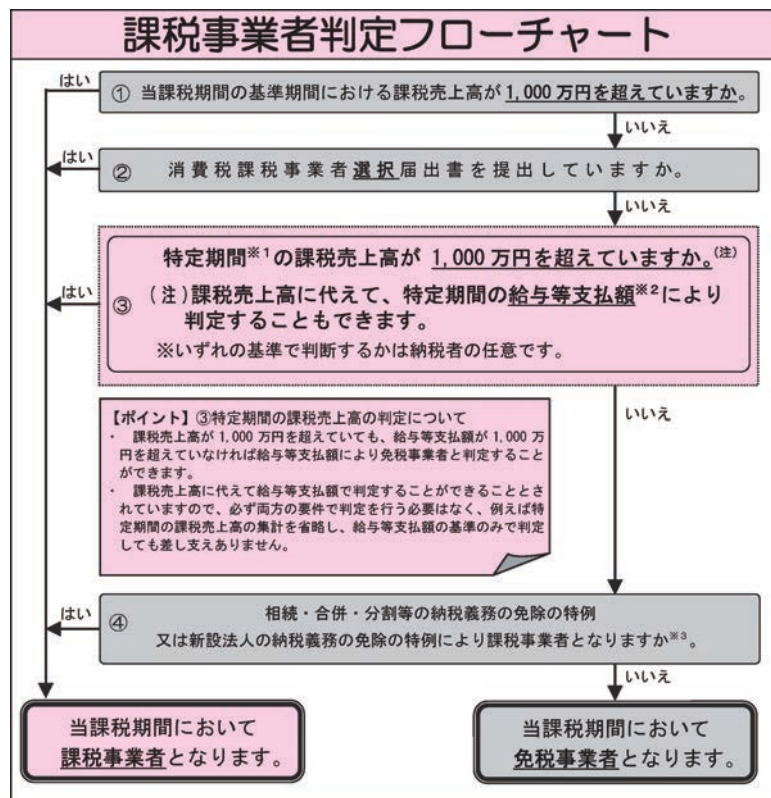 課税事業者判定フローチャート
はい
① 当課税期間の基準期間における課税売上高が 1,000 万円を超えていますか。
いいえ
はい
② 消費税課税事業者選択届出書を提出していますか。
いいえ
はい
③
特定期間※1の課税売上高が 1,000 万円を超えていますか。(注)
(注)課税売上高に代えて、特定期間の給与等支払額※2により
判定することもできます。
※いずれの基準で判断するかは納税者の任意です。
いいえ
【ポイント】③特定期間の課税売上高の判定について
・ 課税売上高が 1,000 万円を超えていても、給与等支払額が 1,000 万
円を超えていなければ給与等支払額により免税事業者と判定すること
ができます。
・ 課税売上高に代えて給与等支払額で判定することができることとさ
れていますので、必ず両方の要件で判定を行う必要はなく、例えば特
定期間の課税売上高の集計を省略し、給与等支払額の基準のみで判定
しても差し支えありません。
はい
④
相続・合併・分割等の納税義務の免除の特例
又は新設法人の納税義務の免除の特例により課税事業者となりますか※3。
いいえ
当課税期間において
課税事業者となります。
当課税期間において
免税事業者となります。